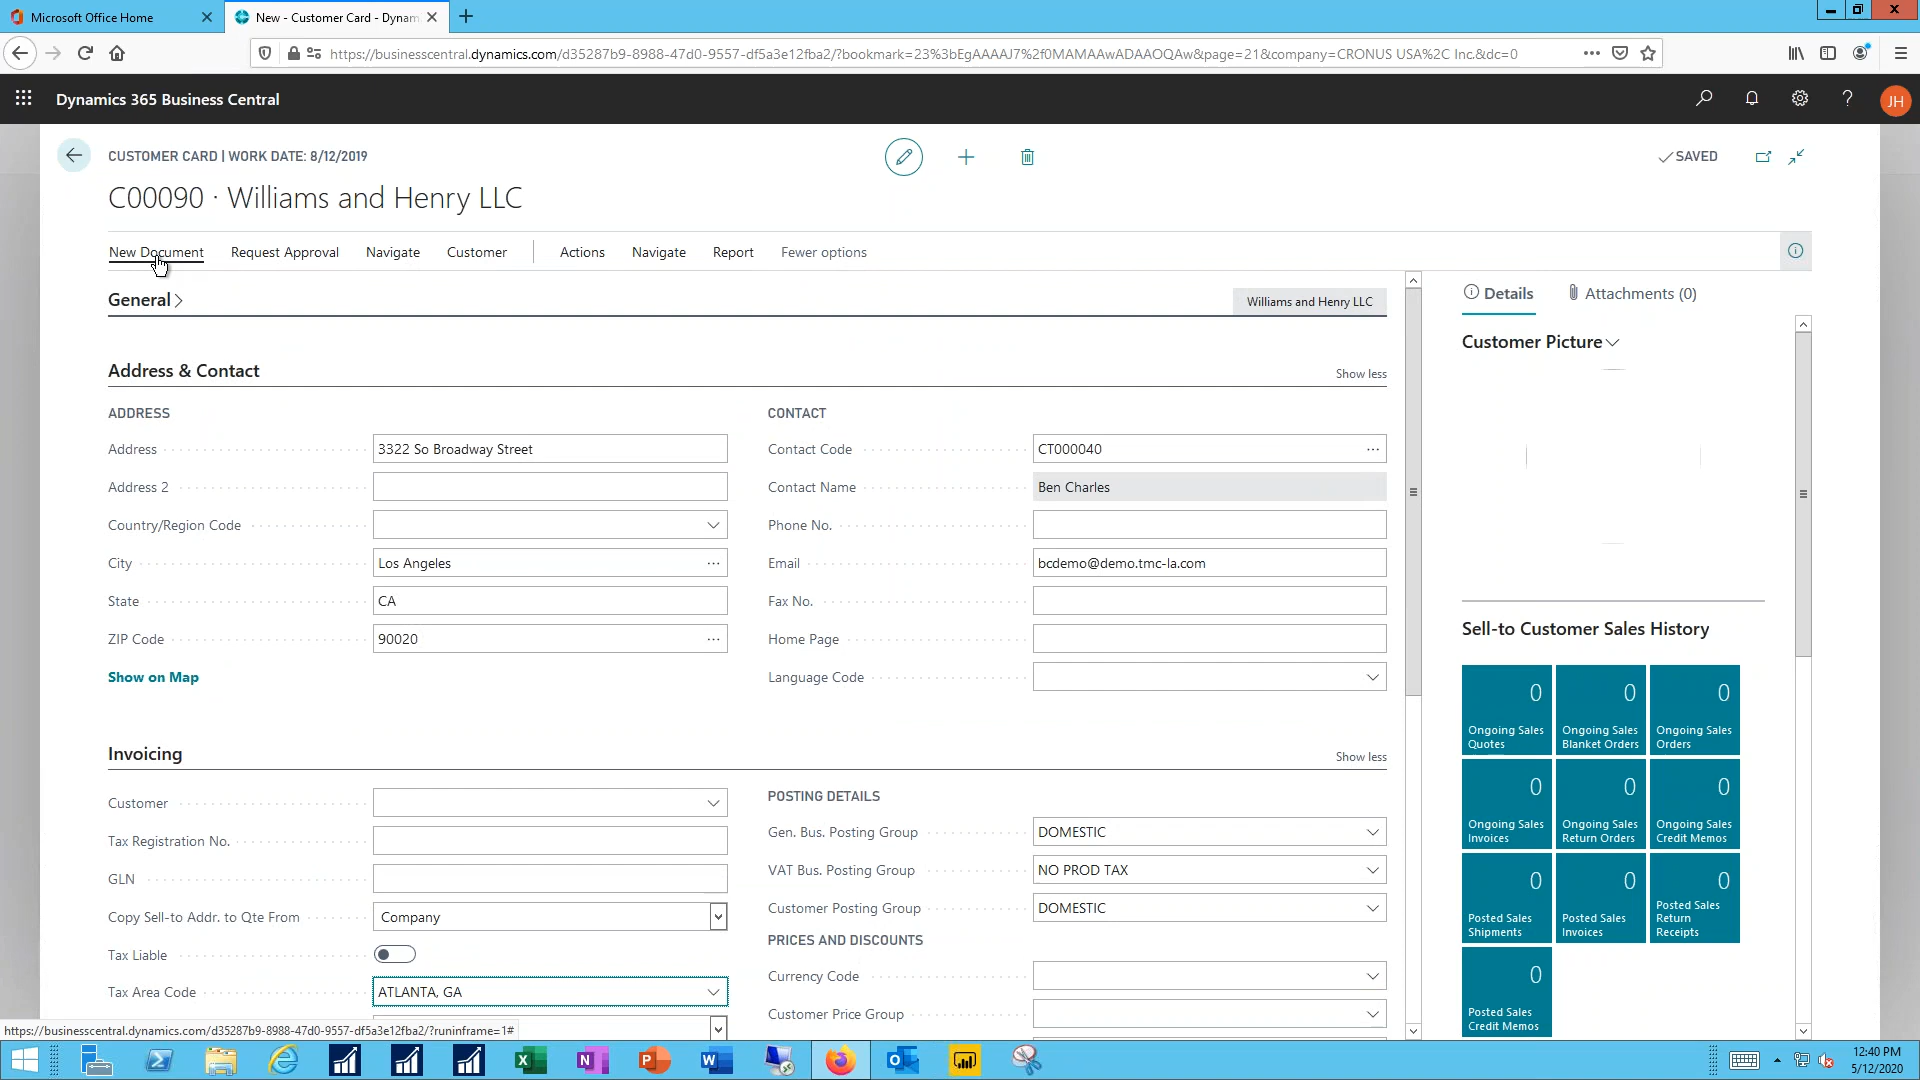 Microsoft Office Home
New - Customer Card - Dynam
https://businesscentral.dynamics.com/d35287b9-8988-47d0-9557-df5a3e12fba2/?bookmark=23%3bEgAAAAJ7%2f0MAMAAwADAAOQAw&page=21&company=CRONUS USA%2C Inc.&dc=0
Dynamics 365 Business Central
JH
CUSTOMER CARD | WORK DATE: 8/12/2019
SAVED
C00090 · Williams and Henry LLC
New Document Request Approval Navigate Customer Actions Navigate Report Fewer options
General
Williams and Henry LLC
Address & Contact
Show less
ADDRESS
Address 3322 So Broadway Street
Address 2
Country/Region Code
City Los Angeles
State CA
ZIP Code 90020
Show on Map
CONTACT
Contact Code CT000040
Contact Name Ben Charles
Phone No.
Email bcdemo@demo.tmc-la.com
Fax No.
Home Page
Language Code
Invoicing
Show less
Customer
Tax Registration No.
GLN
Copy Sell-to Addr. to Qte From Company
Tax Liable
Tax Area Code ATLANTA, GA
POSTING DETAILS
Gen. Bus. Posting Group DOMESTIC
VAT Bus. Posting Group NO PROD TAX
Customer Posting Group DOMESTIC
PRICES AND DISCOUNTS
Currency Code
Customer Price Group
Details
Attachments (0)
Customer Picture
Sell-to Customer Sales History
0
Ongoing Sales
Quotes
0
Ongoing Sales
Blanket Orders
0
Ongoing Sales
Orders
0
Ongoing Sales
Invoices
0
Ongoing Sales
Return Orders
0
Ongoing Sales
Credit Memos
0
Posted Sales
Shipments
0
Posted Sales
Invoices
0
Posted Sales
Return
Receipts
0
Posted Sales
Credit Memos
https://businesscentral.dynamics.com/d35287b9-8988-47d0-9557-df5a3e12fba2/?runinframe=1#
12:40 PM
5/12/2020